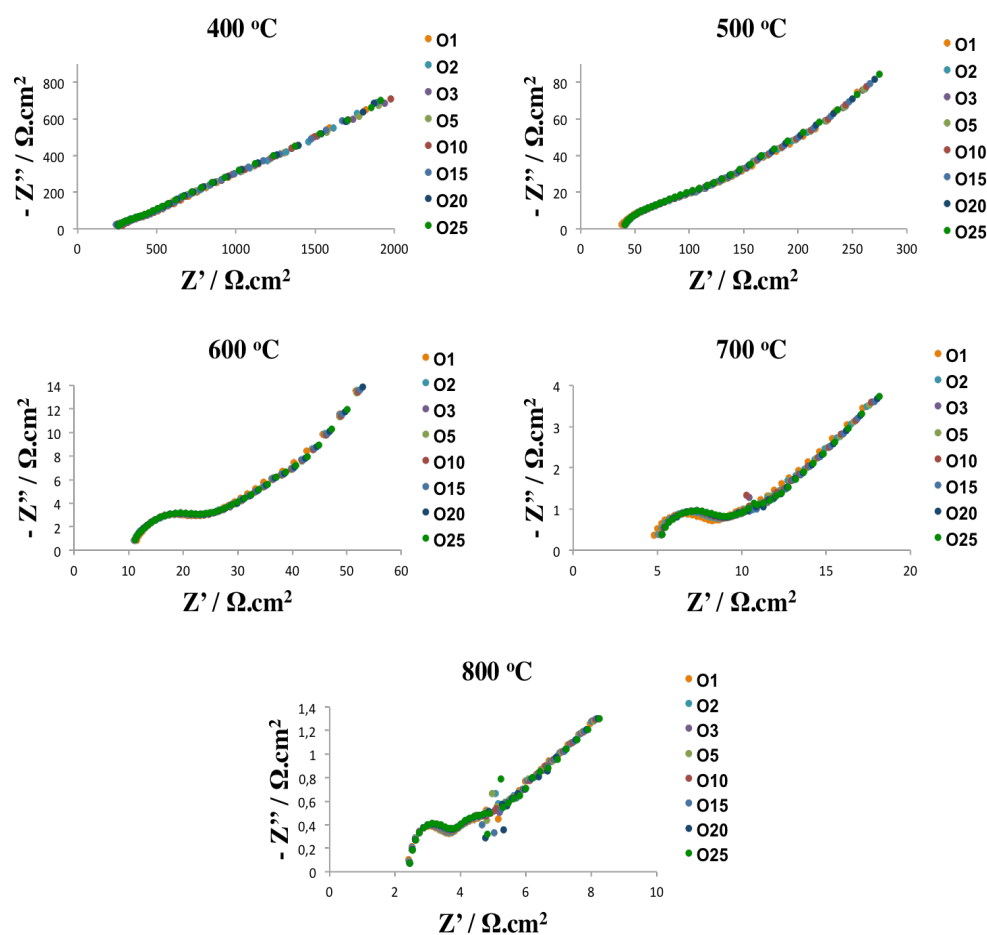 400 ºC
- Z’’ / Ω.cm²
800
600
400
200
0
0 500 1000 1500 2000
Z’ / Ω.cm²
O1
O2
O3
O5
O10
O15
O20
O25
500 ºC
- Z’’ / Ω.cm²
80
60
40
20
0
0 50 100 150 200 250 300
Z’ / Ω.cm²
O1
O2
O3
O5
O10
O15
O20
O25
600 ºC
- Z’’ / Ω.cm²
14
12
10
8
6
4
2
0
0 10 20 30 40 50 60
Z’ / Ω.cm²
O1
O2
O3
O5
O10
O15
O20
O25
700 ºC
- Z’’ / Ω.cm²
4
3
2
1
0
0 5 10 15 20
Z’ / Ω.cm²
O1
O2
O3
O5
O10
O15
O20
O25
800 ºC
- Z’’ / Ω.cm²
1,4
1,2
1
0,8
0,6
0,4
0,2
0
0 2 4 6 8 10
Z’ / Ω.cm²
O1
O2
O3
O5
O10
O15
O20
O25